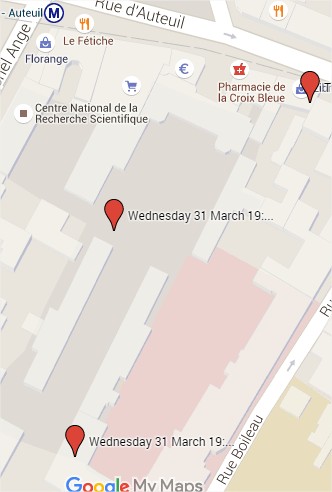 - Auteuil M
Rue d'Auteuil
Le Fétiche
Florange
€
Pharmacie de
la Croix Bleue
Centre National de la
Recherche Scientifique
Wednesday 31 March 19:...
Wednesday 31 March 19:...
Rue Boileau
Google My Maps